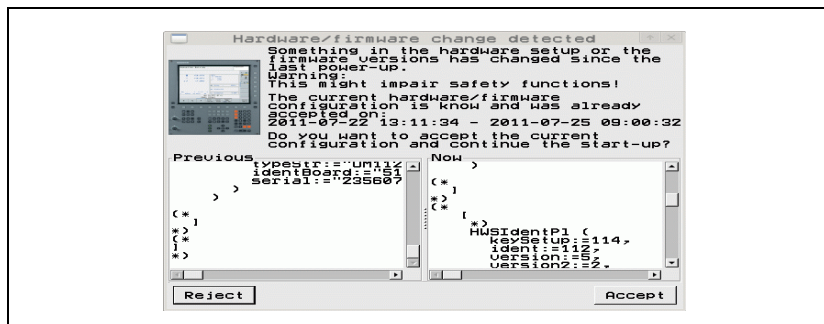 Hardware/firmware change detected
Something in the hardware setup or the
firmware versions has changed since the
last power-up.
Warning:
This might impair safety functions!
The current hardware/firmware
configuration is know and was already
accepted on:
2011-07-22 13:11:34 - 2011-07-25 09:00:32
Do you want to accept the current
configuration and continue the start-up?
Previous
typeStr:="UM112
identBoard:="51
serial:="235607
)
)
(*
]
*)
(*
]
*)
Now
)
(*
]
*)
(*
[
*)
HWSIdentPl (
keySetup:=114,
ident:=112,
version:=5,
version2:=2,
Reject
Accept